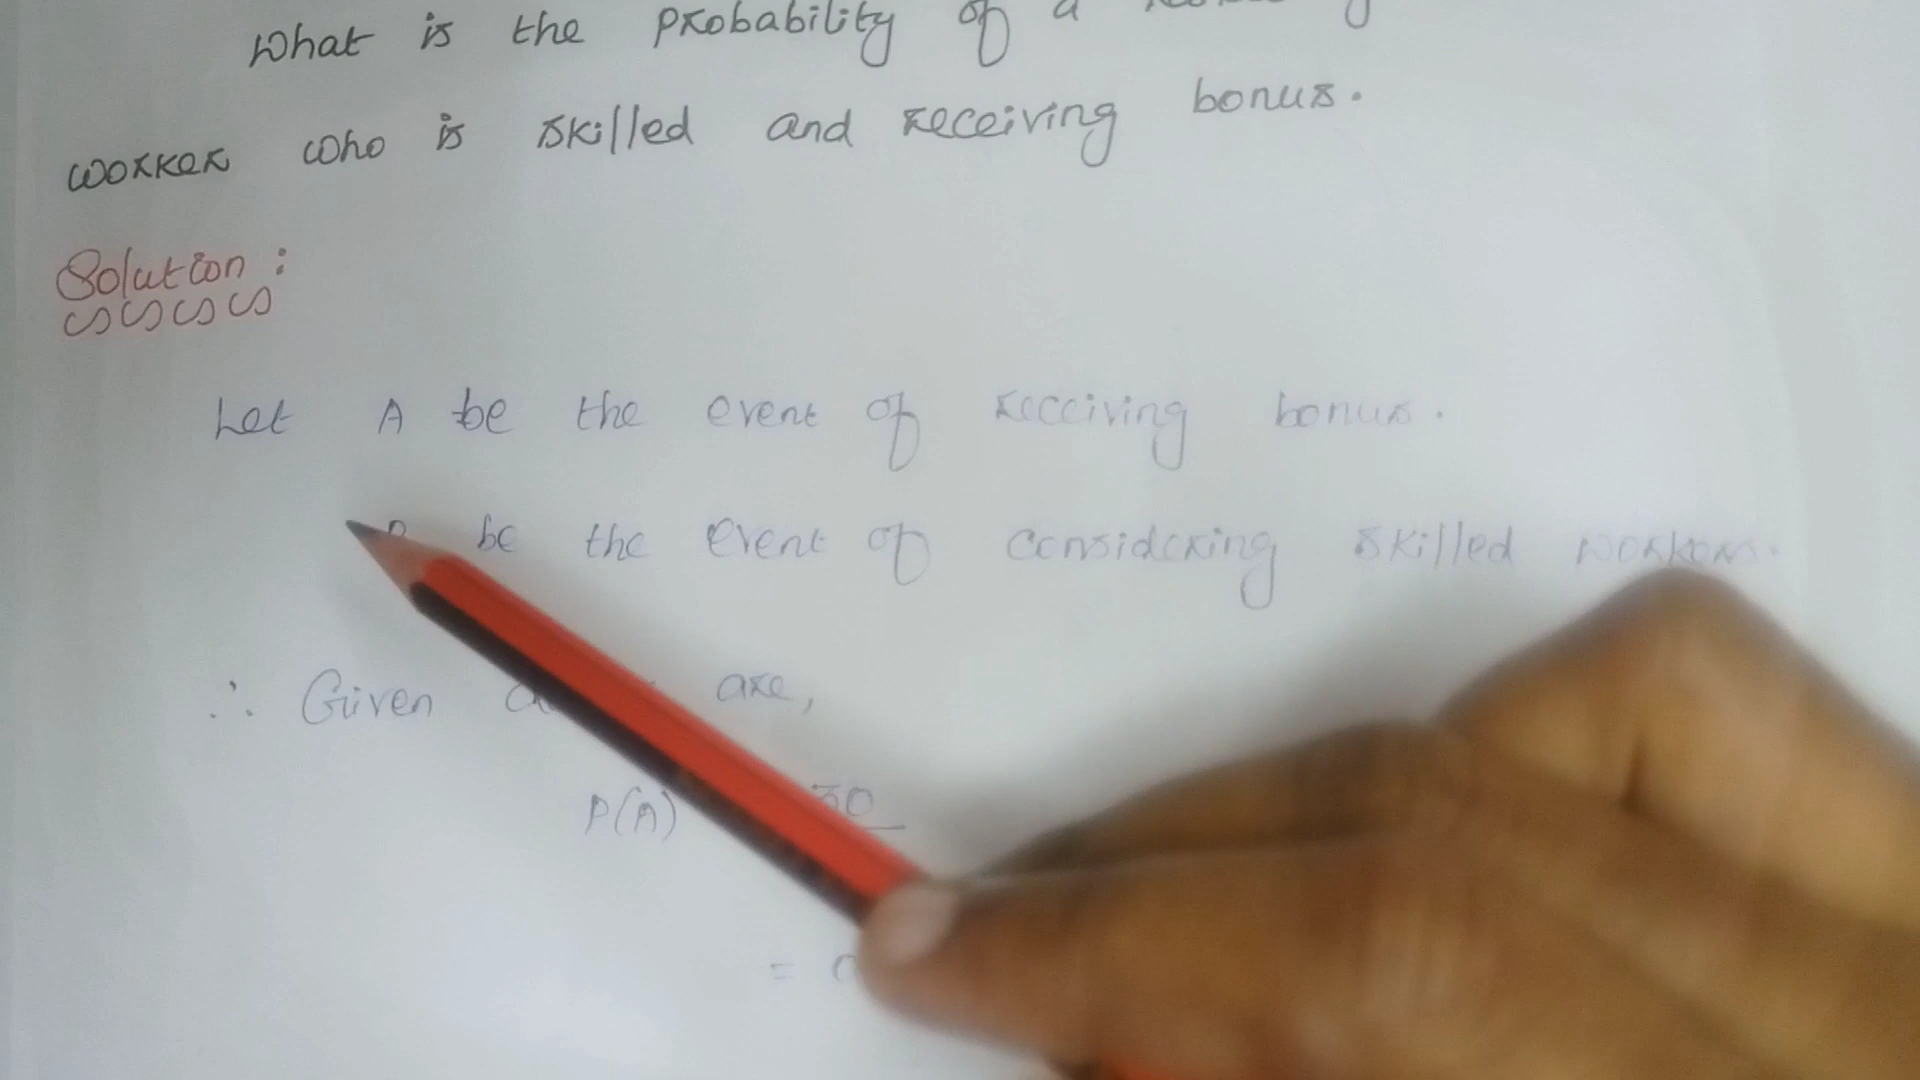 What is the probability of a
worker who is skilled and receiving bonus.
Solution :
Let A be the event of receiving bonus.
be the event of considering skilled workers.
∴ Given are,
P(A) 30
=